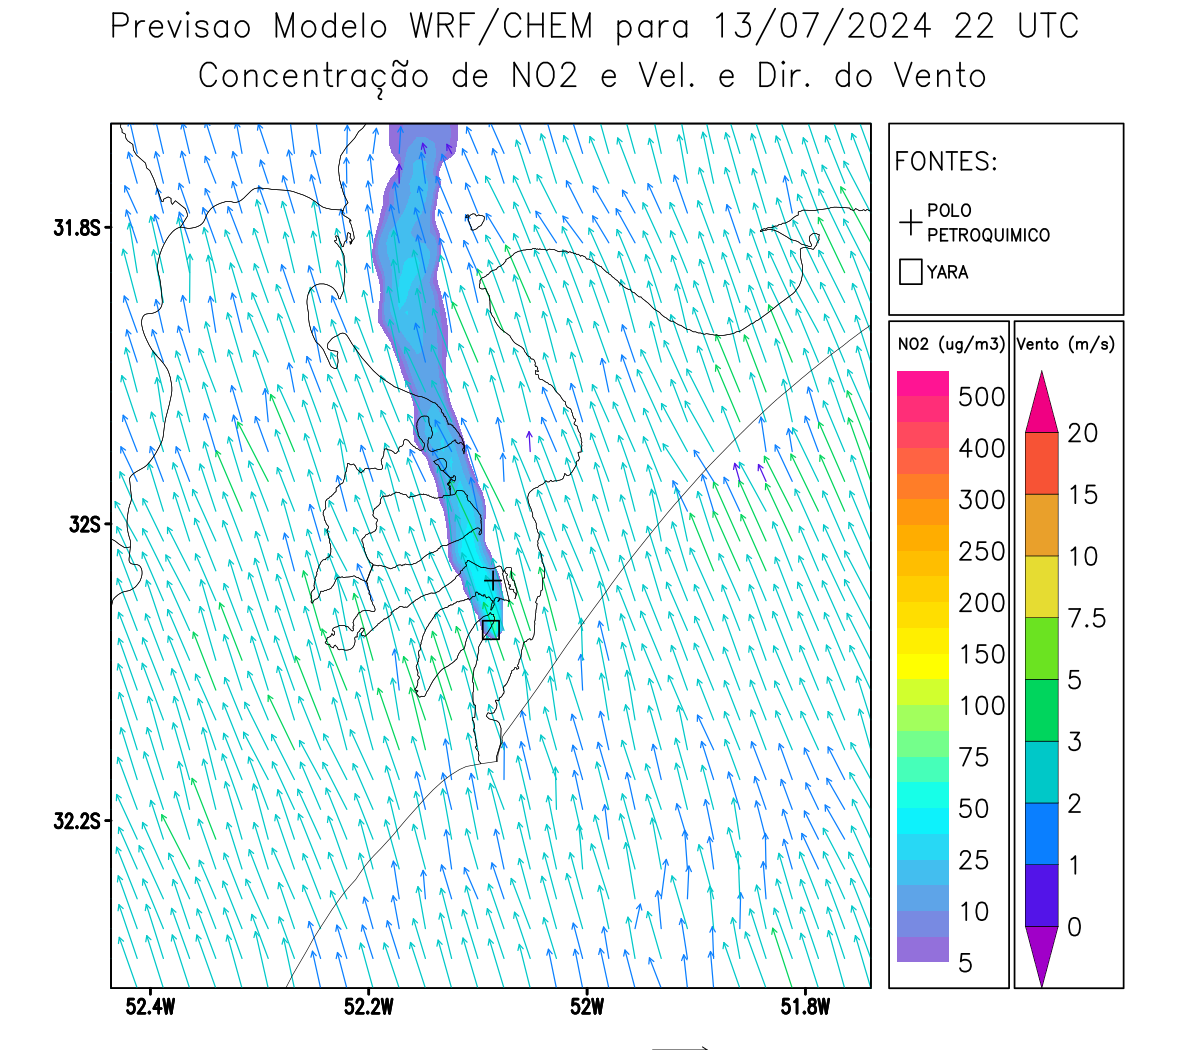 Previsao Modelo WRF/CHEM para 13/07/2024 22 UTC
Concentração de NO2 e Vel. e Dir. do Vento
FONTES:
POLO
PETROQUIMICO
YARA
31.8S
32S
32.2S
52.4W
52.2W
52W
51.8W
NO2 (ug/m3)
500
400
300
250
200
150
100
75
50
25
10
5
Vento (m/s)
20
15
10
7.5
5
3
2
1
0